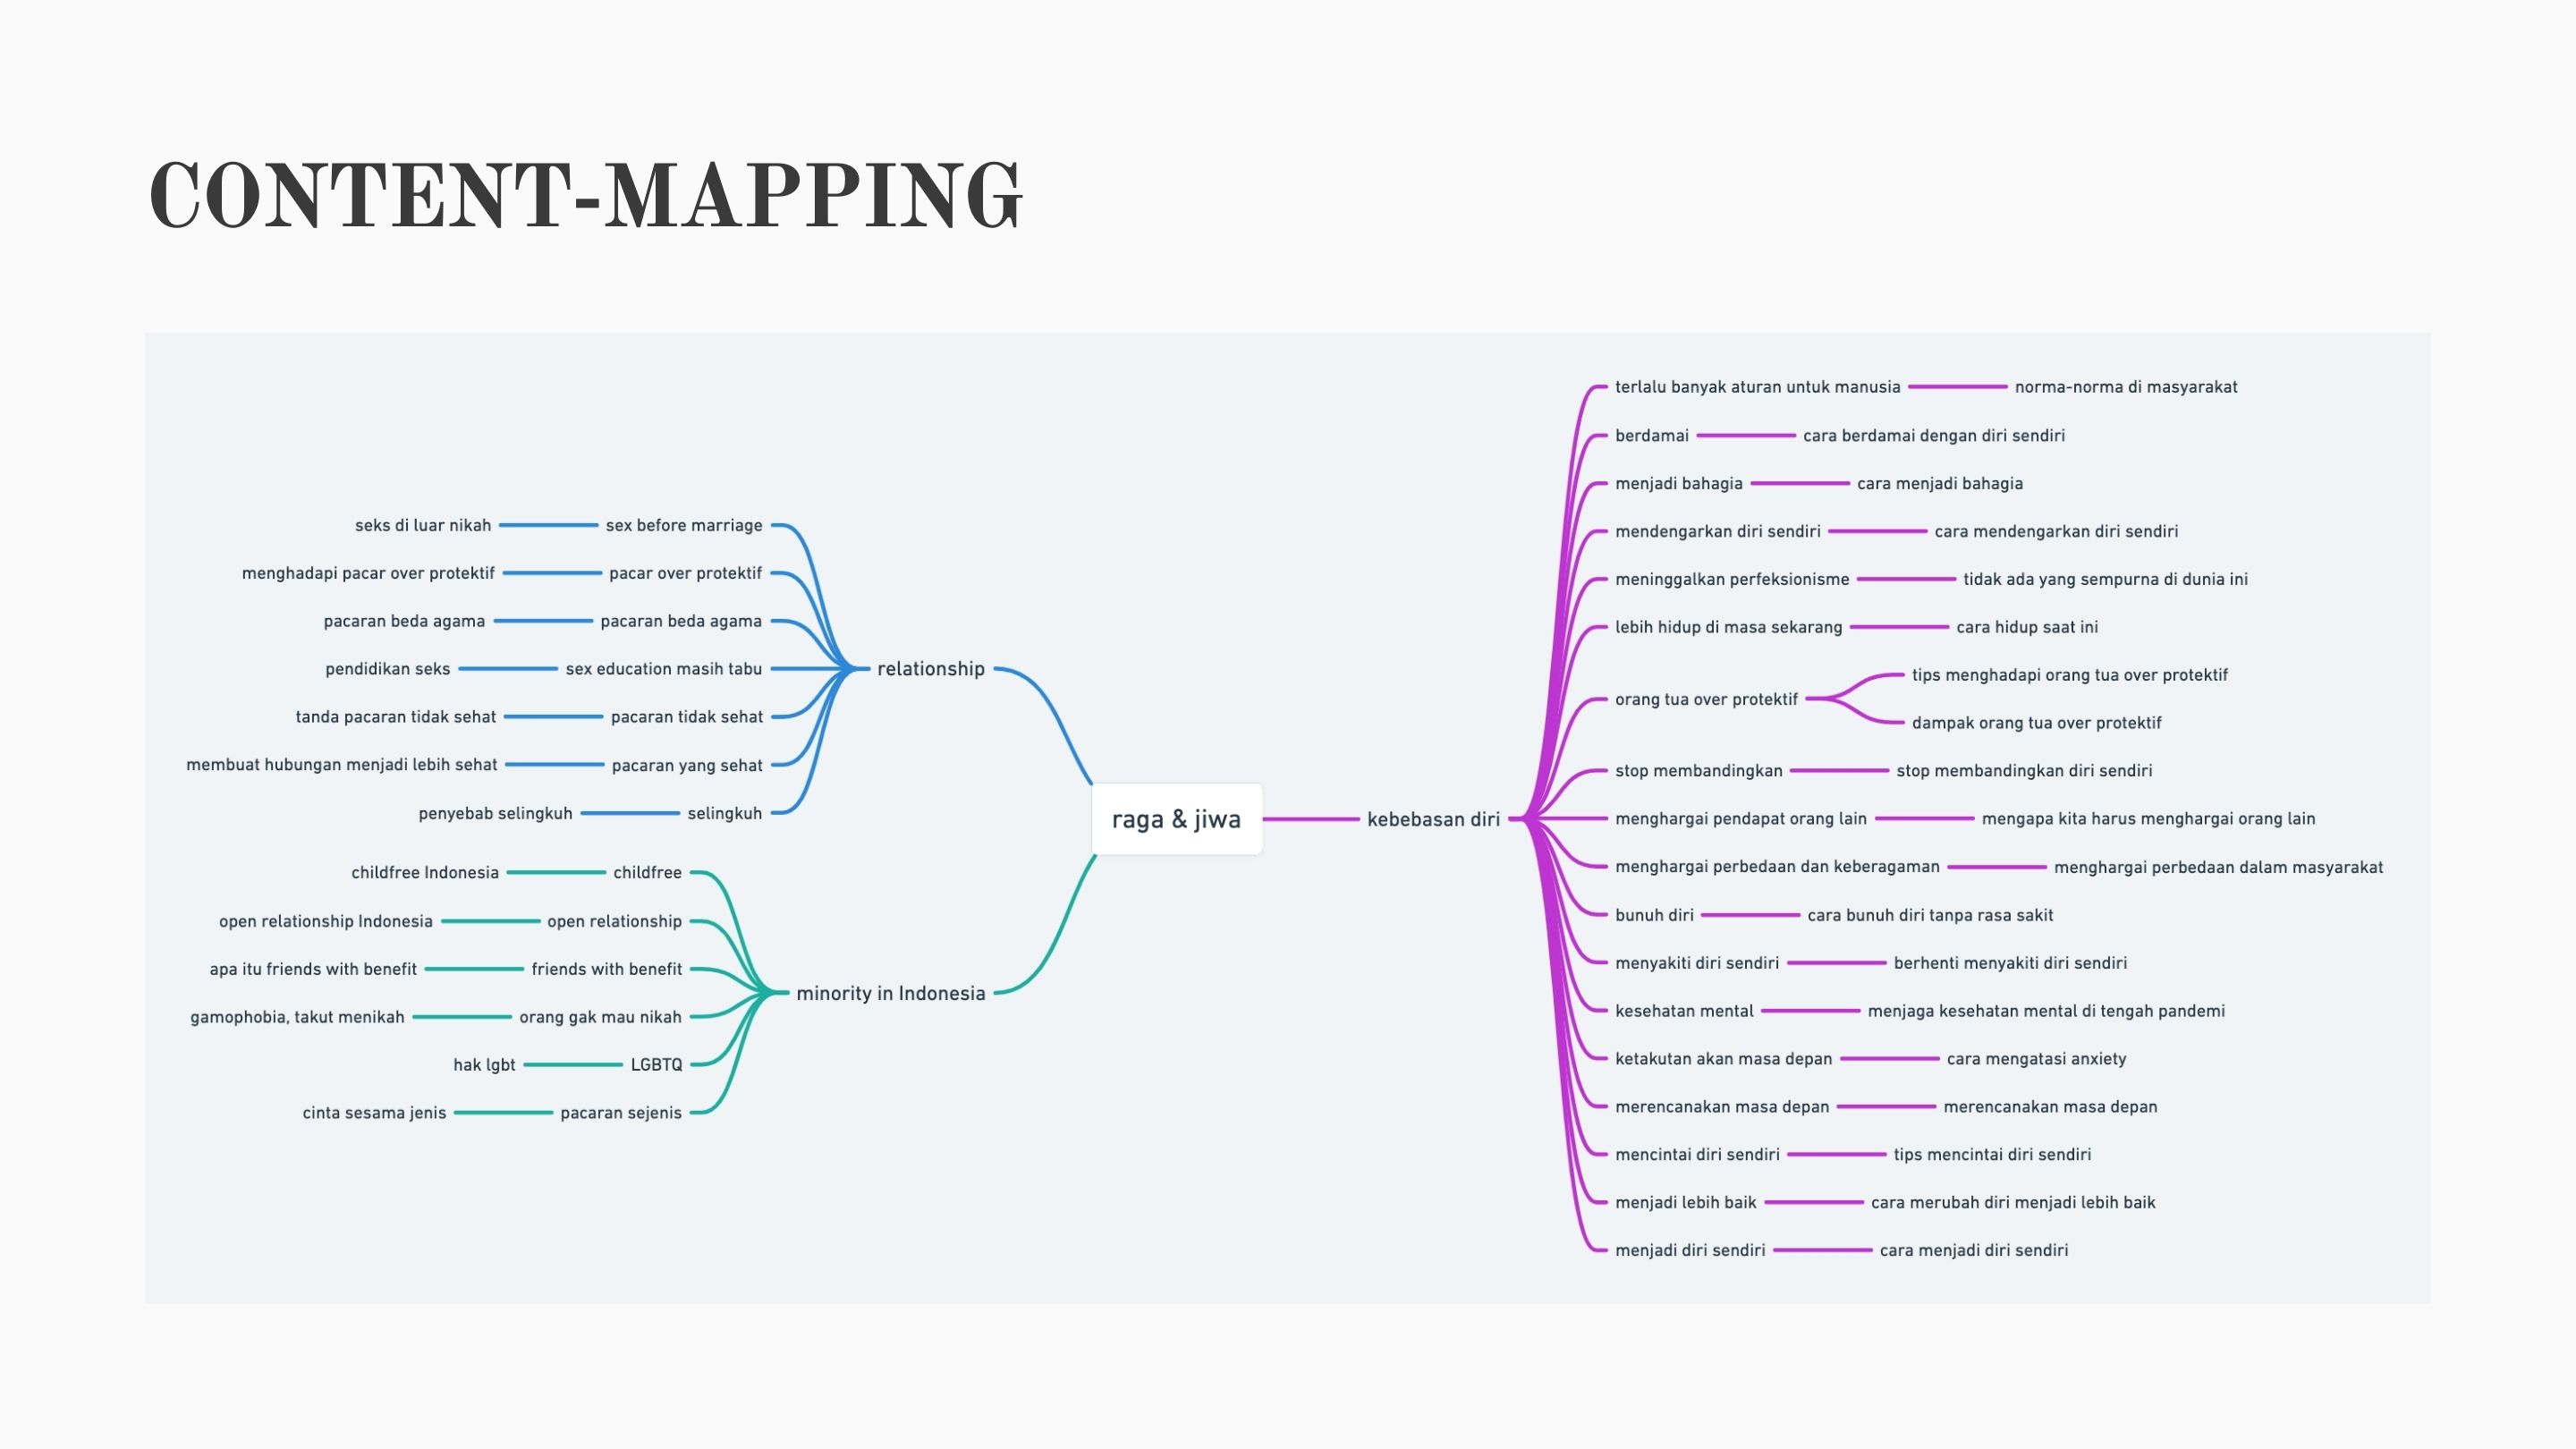 CONTENT-MAPPING
raga & jiwa
relationship
sex before marriage
seks di luar nikah
pacar over protektif
menghadapi pacar over protektif
pacaran beda agama
pacaran beda agama
sex education masih tabu
pendidikan seks
pacaran tidak sehat
tanda pacaran tidak sehat
pacaran yang sehat
membuat hubungan menjadi lebih sehat
selingkuh
penyebab selingkuh
minority in Indonesia
childfree
childfree Indonesia
open relationship
open relationship Indonesia
friends with benefit
apa itu friends with benefit
orang gak mau nikah
gamophobia, takut menikah
LGBTQ
hak lgbt
pacaran sejenis
cinta sesama jenis
kebebasan diri
terlalu banyak aturan untuk manusia
norma-norma di masyarakat
berdamai
cara berdamai dengan diri sendiri
menjadi bahagia
cara menjadi bahagia
mendengarkan diri sendiri
cara mendengarkan diri sendiri
meninggalkan perfeksionisme
tidak ada yang sempurna di dunia ini
lebih hidup di masa sekarang
cara hidup saat ini
orang tua over protektif
tips menghadapi orang tua over protektif
dampak orang tua over protektif
stop membandingkan
stop membandingkan diri sendiri
menghargai pendapat orang lain
mengapa kita harus menghargai orang lain
menghargai perbedaan dan keberagaman
menghargai perbedaan dalam masyarakat
bunuh diri
cara bunuh diri tanpa rasa sakit
menyakiti diri sendiri
berhenti menyakiti diri sendiri
kesehatan mental
menjaga kesehatan mental di tengah pandemi
ketakutan akan masa depan
cara mengatasi anxiety
merencanakan masa depan
merencanakan masa depan
mencintai diri sendiri
tips mencintai diri sendiri
menjadi lebih baik
cara merubah diri menjadi lebih baik
menjadi diri sendiri
cara menjadi diri sendiri